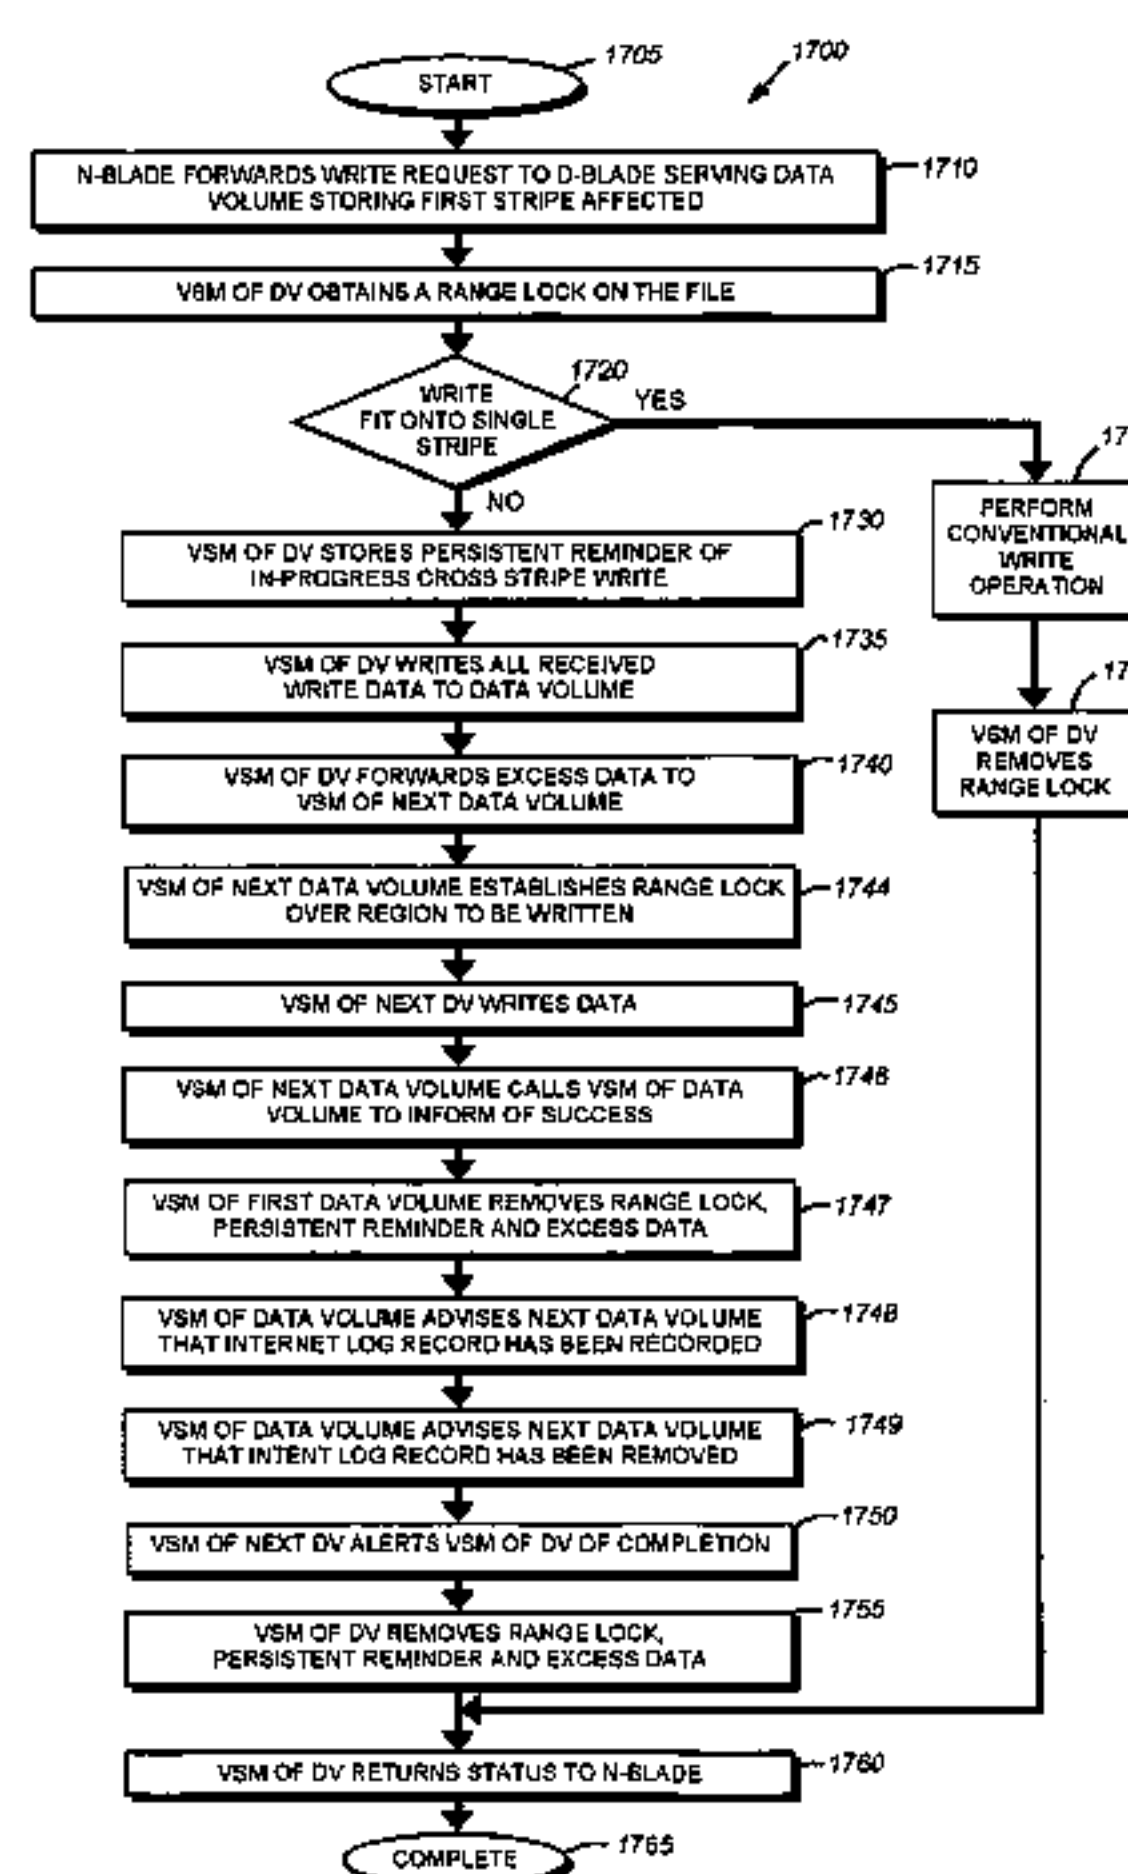 1705
1700
START
N-BLADE FORWARDS WRITE REQUEST TO D-BLADE SERVING DATA
VOLUME STORING FIRST STRIPE AFFECTED
1710
VSM OF DV OBTAINS A RANGE LOCK ON THE FILE
1715
WRITE
FIT ONTO SINGLE
STRIPE
1720
YES
NO
17
PERFORM
CONVENTIONAL
WRITE
OPERATION
17
VSM OF DV
REMOVES
RANGE LOCK
VSM OF DV STORES PERSISTENT REMINDER OF
IN-PROGRESS CROSS STRIPE WRITE
1730
VSM OF DV WRITES ALL RECEIVED
WRITE DATA TO DATA VOLUME
1735
VSM OF DV FORWARDS EXCESS DATA TO
VSM OF NEXT DATA VOLUME
1740
VSM OF NEXT DATA VOLUME ESTABLISHES RANGE LOCK
OVER REGION TO BE WRITTEN
1744
VSM OF NEXT DV WRITES DATA
1745
VSM OF NEXT DATA VOLUME CALLS VSM OF DATA
VOLUME TO INFORM OF SUCCESS
1746
VSM OF FIRST DATA VOLUME REMOVES RANGE LOCK,
PERSISTENT REMINDER AND EXCESS DATA
1747
VSM OF DATA VOLUME ADVISES NEXT DATA VOLUME
THAT INTERNET LOG RECORD HAS BEEN RECORDED
1748
VSM OF DATA VOLUME ADVISES NEXT DATA VOLUME
THAT INTENT LOG RECORD HAS BEEN REMOVED
1749
VSM OF NEXT DV ALERTS VSM OF DV OF COMPLETION
1750
VSM OF DV REMOVES RANGE LOCK,
PERSISTENT REMINDER AND EXCESS DATA
1755
VSM OF DV RETURNS STATUS TO N-BLADE
1760
COMPLETE
1765